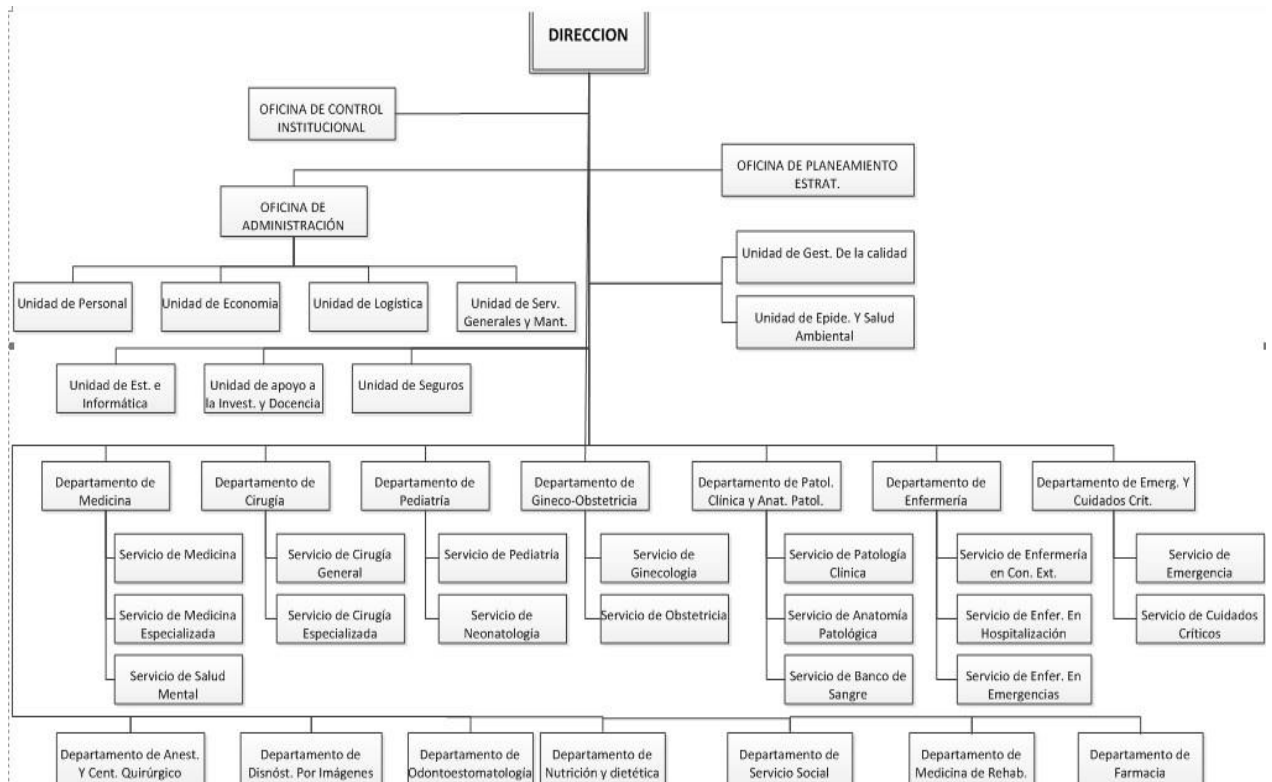 DIRECCION
OFICINA DE CONTROL
INSTITUCIONAL
OFICINA DE PLANEAMIENTO
ESTRAT.
OFICINA DE
ADMINISTRACIÓN
Unidad de Gest. De la calidad
Unidad de Personal
Unidad de Economia
Unidad de Logística
Unidad de Serv.
Generales y Mant.
Unidad de Epide. Y Salud
Ambiental
Unidad de Est. e
Informática
Unidad de apoyo a
la Invest. y Docencia
Unidad de Seguros
Departamento de
Medicina
Departamento de
Cirugía
Departamento de
Pediatría
Departamento de
Gineco-Obstetricia
Departamento de Patol.
Clínica y Anat. Patol.
Departamento de
Enfermería
Departamento de Emerg. Y
Cuidados Crit.
Servicio de Medicina
Servicio de Cirugía
General
Servicio de Pediatría
Servicio de
Ginecología
Servicio de Patología
Clínica
Servicio de Enfermería
en Con. Ext.
Servicio de
Emergencia
Servicio de Medicina
Especializada
Servicio de Cirugía
Especializada
Servicio de
Neonatología
Servicio de Obstetricia
Servicio de Anatomía
Patológica
Servicio de Enfer. En
Hospitalización
Servicio de Cuidados
Críticos
Servicio de Salud
Mental
Servicio de Banco de
Sangre
Servicio de Enfer. En
Emergencias
Departamento de Anest.
Y Cent. Quirúrgico
Departamento de
Disnóst. Por Imágenes
Departamento de
Odontoestomatología
Departamento de
Nutrición y dietética
Departamento de
Servicio Social
Departamento de
Medicina de Rehab.
Departamento de
Farmacia